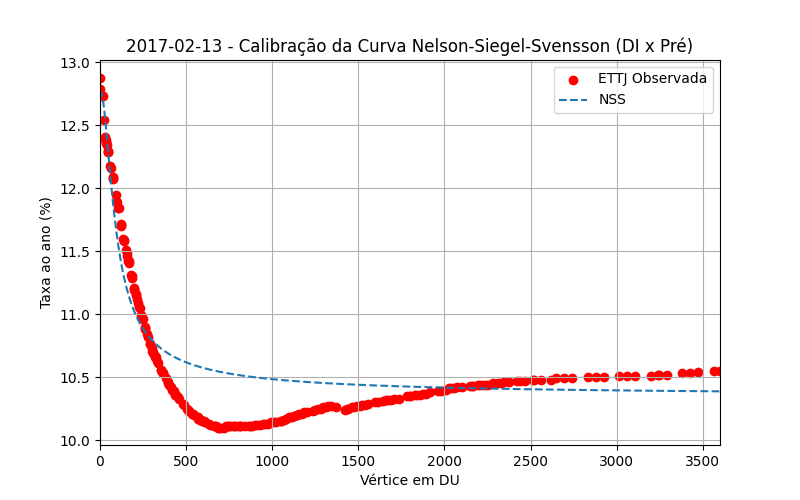 2017-02-13 - Calibração da Curva Nelson-Siegel-Svensson (DI x Pré)
ETTJ Observada
NSS
Taxa ao ano (%)
13.0
12.5
12.0
11.5
11.0
10.5
10.0
0 500 1000 1500 2000 2500 3000 3500
Vértice em DU